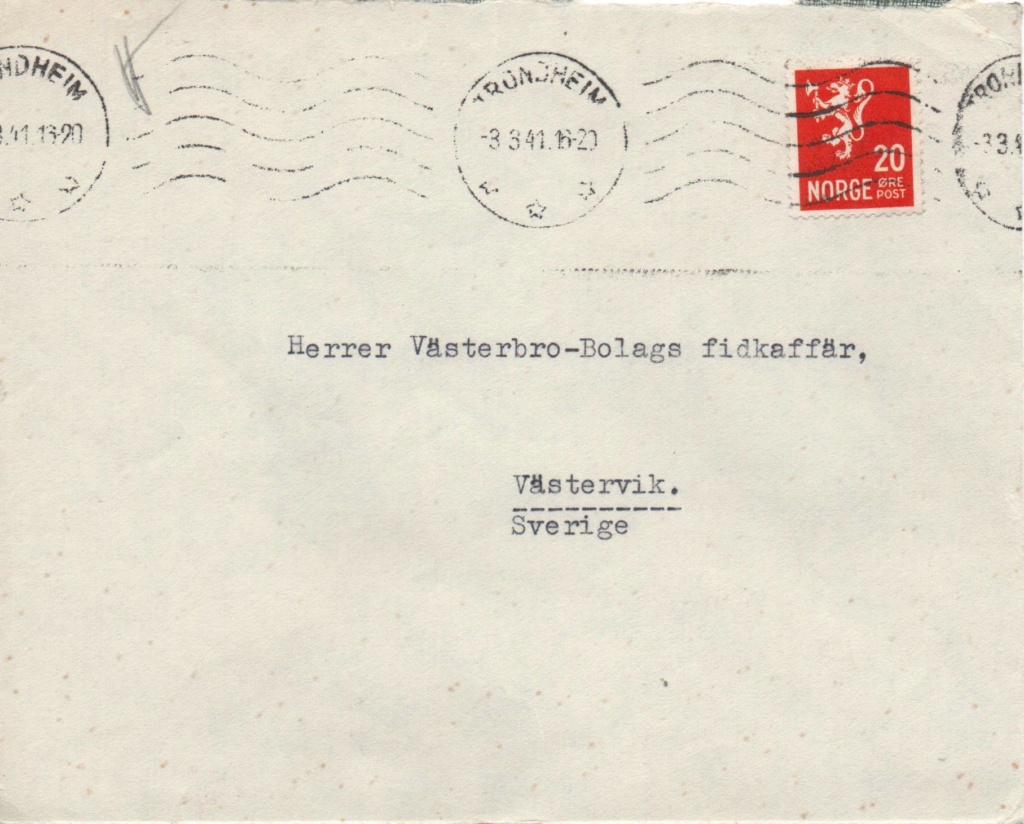 NDHEIM
TRONDHEIM
3.41.16-20
-3 3 41. 16-20
20
NORGE ØRE POST
Herrer Västerbro-Bolags fidkaffär,
Västervik.
Sverige